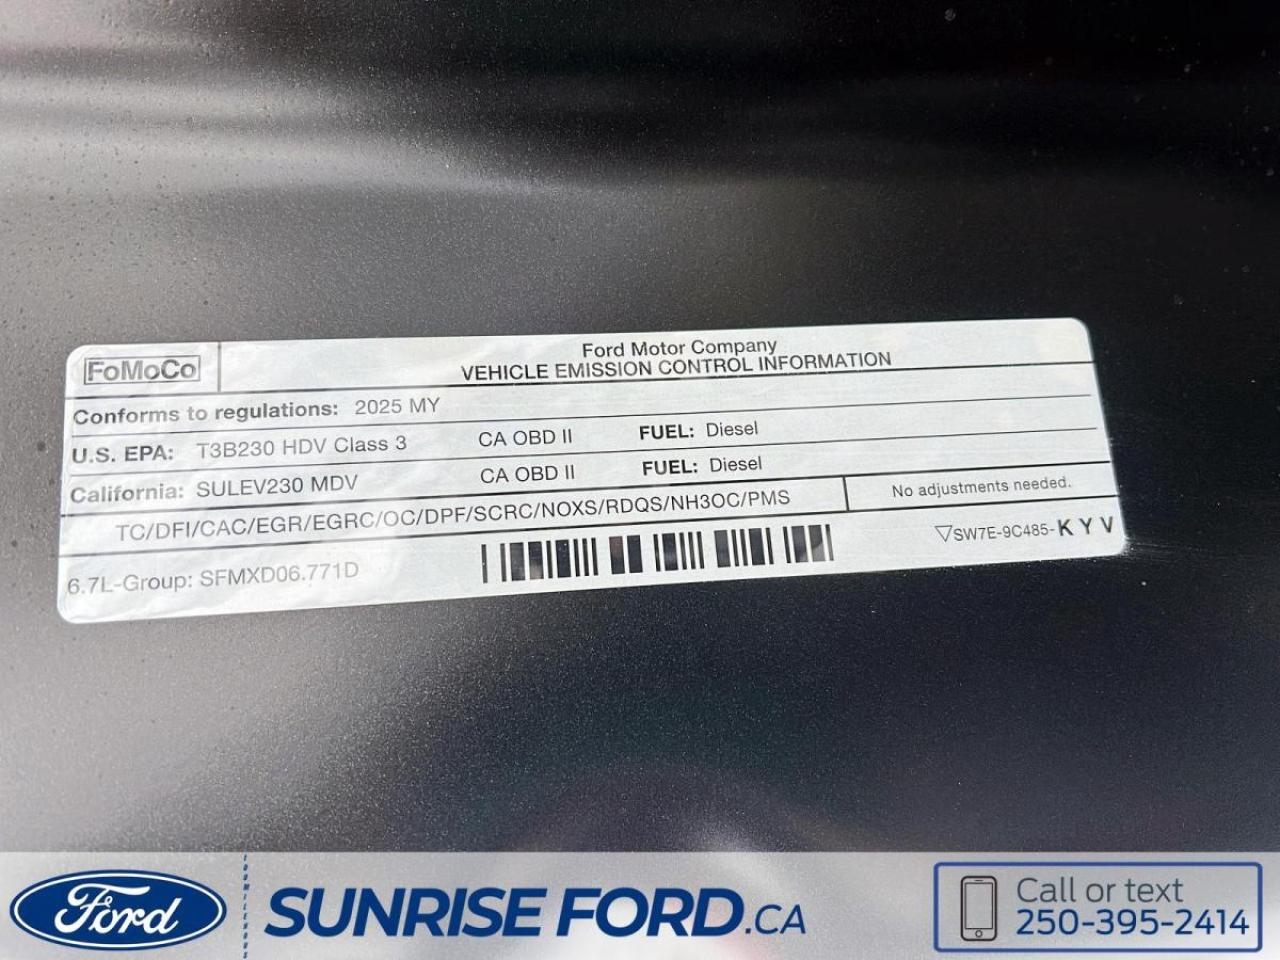 FoMoCo
Ford Motor Company
VEHICLE EMISSION CONTROL INFORMATION
Conforms to regulations: 2025 MY
U.S. EPA: T3B230 HDV Class 3 CA OBD II FUEL: Diesel
California: SULEV230 MDV CA OBD II FUEL: Diesel
TC/DFI/CAC/EGR/EGRC/OC/DPF/SCRC/NOXS/RDQS/NH3OC/PMS No adjustments needed.
6.7L-Group: SFMXD06.771D ▽SW7E-9C485-KYV
Ford SUNRISE FORD.CA
Call or text
250-395-2414